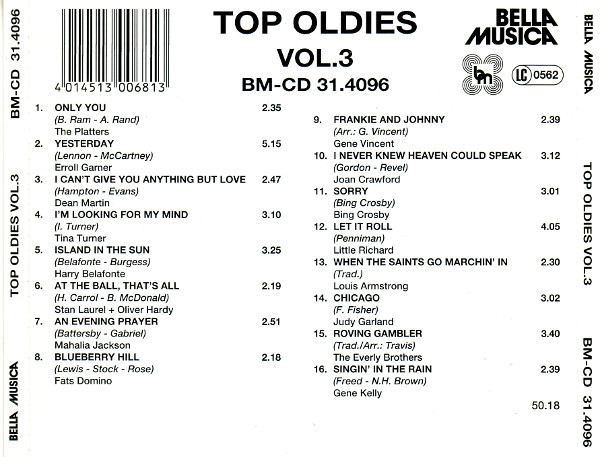 BM-CD 31.4096
TOP OLDIES VOL.3
BELLA MUSICA
4 014513 006813
TOP OLDIES
VOL.3
BM-CD 31.4096
BELLA
MUSICA
bm
LC 0562
1. ONLY YOU 2.35
(B. Ram - A. Rand)
The Platters
2. YESTERDAY 5.15
(Lennon - McCartney)
Erroll Garner
3. I CAN'T GIVE YOU ANYTHING BUT LOVE 2.47
(Hampton - Evans)
Dean Martin
4. I'M LOOKING FOR MY MIND 3.10
(I. Turner)
Tina Turner
5. ISLAND IN THE SUN 3.25
(Belafonte - Burgess)
Harry Belafonte
6. AT THE BALL, THAT'S ALL 2.19
(H. Carrol - B. McDonald)
Stan Laurel + Oliver Hardy
7. AN EVENING PRAYER 2.51
(Battersby - Gabriel)
Mahalia Jackson
8. BLUEBERRY HILL 2.18
(Lewis - Stock - Rose)
Fats Domino
9. FRANKIE AND JOHNNY 2.39
(Arr.: G. Vincent)
Gene Vincent
10. I NEVER KNEW HEAVEN COULD SPEAK 3.12
(Gordon - Revel)
Joan Crawford
11. SORRY 3.01
(Bing Crosby)
Bing Crosby
12. LET IT ROLL 4.05
(Penniman)
Little Richard
13. WHEN THE SAINTS GO MARCHIN' IN 2.30
(Trad.)
Louis Armstrong
14. CHICAGO 3.02
(F. Fisher)
Judy Garland
15. ROVING GAMBLER 3.40
(Trad./Arr.: Travis)
The Everly Brothers
16. SINGIN' IN THE RAIN 2.39
(Freed - N.H. Brown)
Gene Kelly
50.18
BELLA MUSICA
TOP OLDIES VOL.3
BM-CD 31.4096